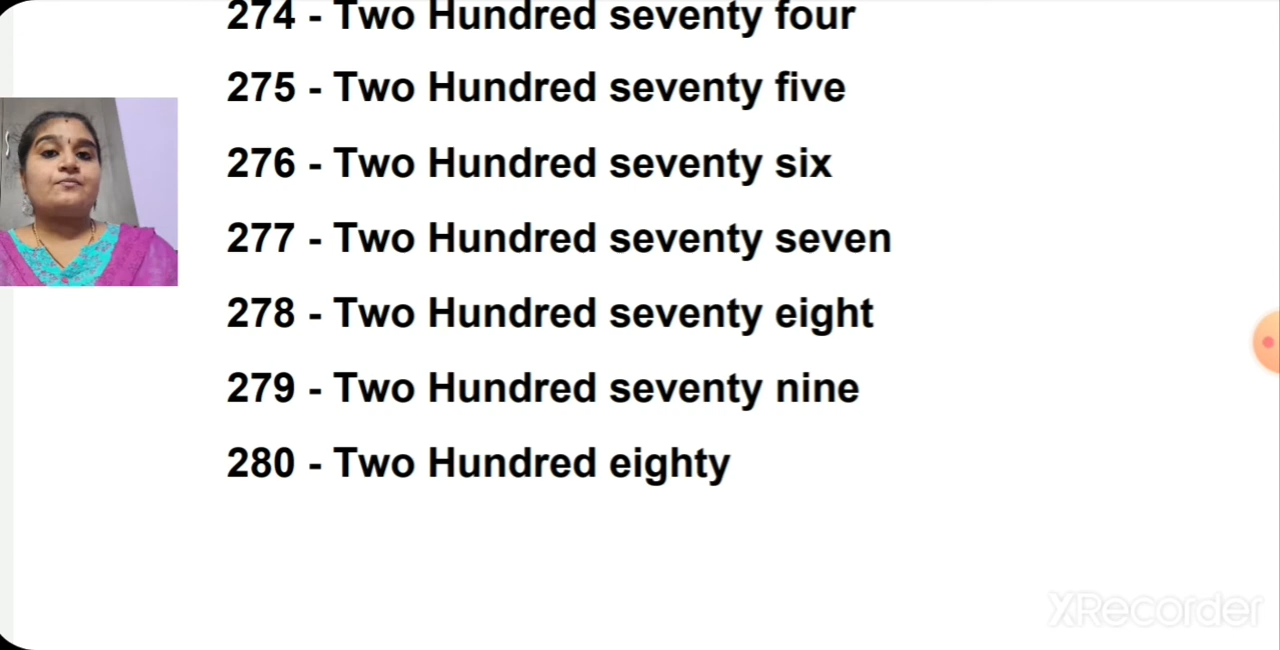 274 - Two Hundred seventy four
275 - Two Hundred seventy five
276 - Two Hundred seventy six
277 - Two Hundred seventy seven
278 - Two Hundred seventy eight
279 - Two Hundred seventy nine
280 - Two Hundred eighty
XRecorder